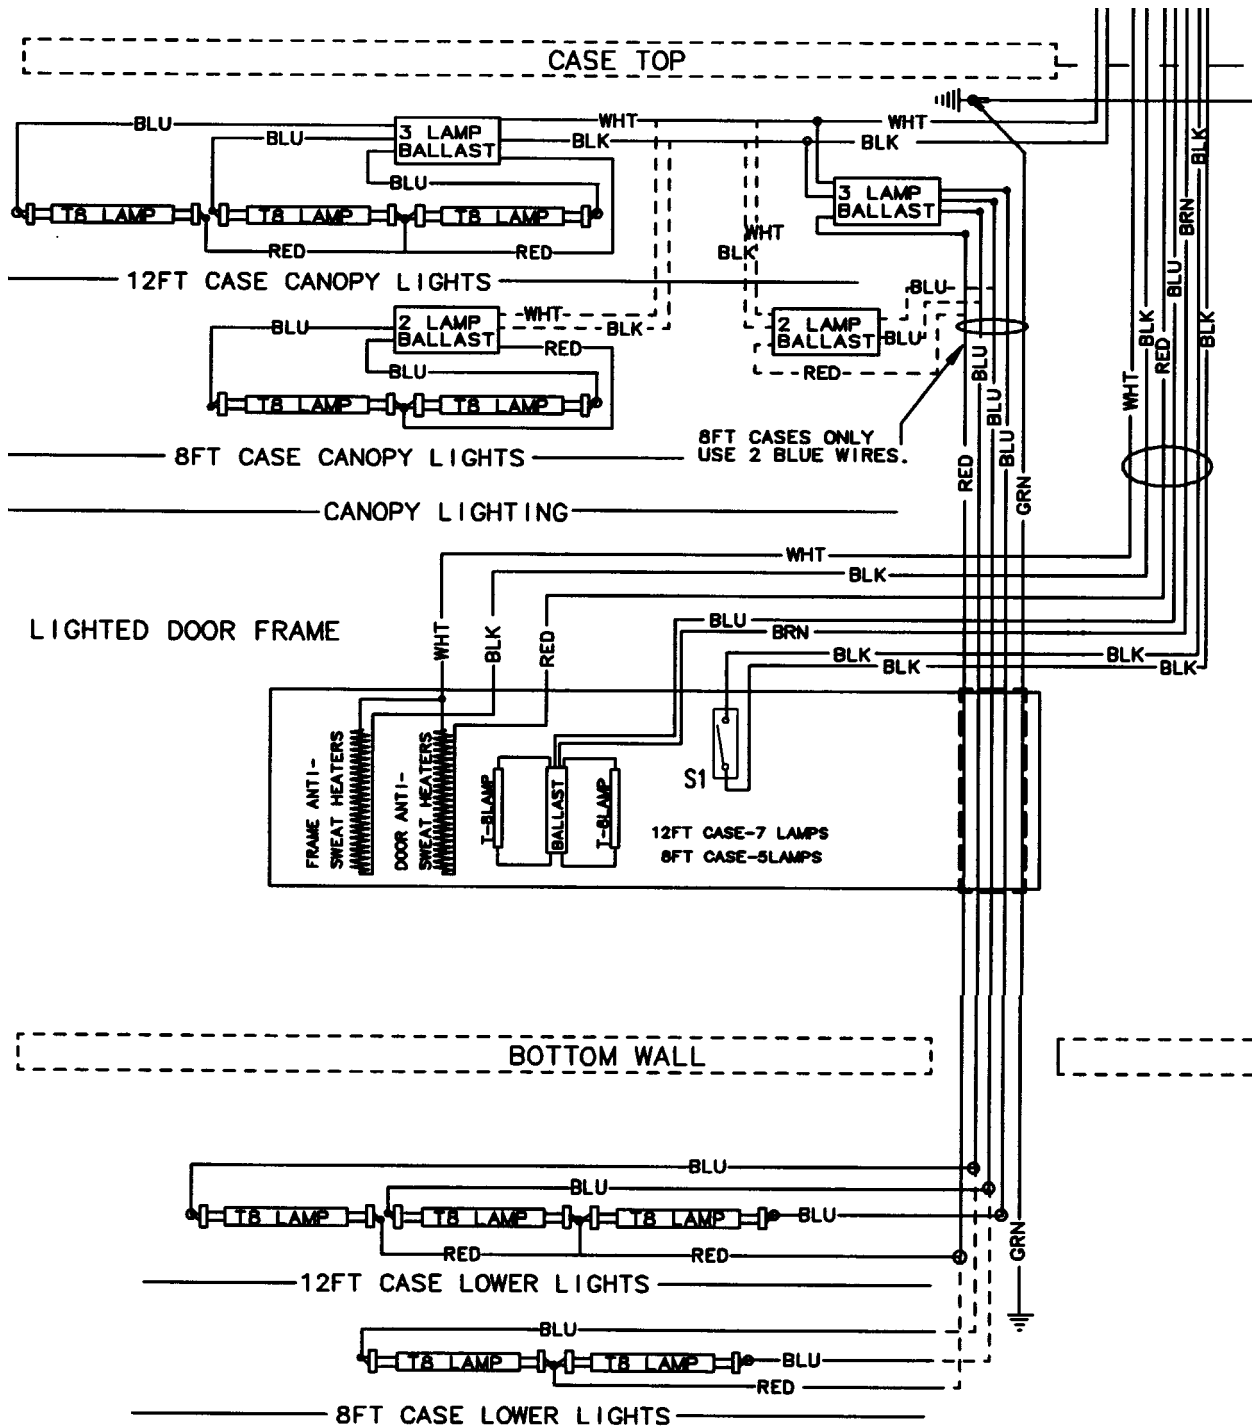 CASE TOP
BLU
BLU
3 LAMP
BALLAST
WHT
BLK
WHT
BLK
BLU
T8 LAMP
T8 LAMP
T8 LAMP
RED
RED
3 LAMP
BALLAST
WHT
BLK
BLK
BRN
BLU
12FT CASE CANOPY LIGHTS
BLU
2 LAMP
BALLAST
WHT
BLK
RED
BLU
T8 LAMP
T8 LAMP
2 LAMP
BALLAST
BLU
BLU
RED
BLU
BLU
BLU
RED
GRN
WHT
BLK
RED
BLK
8FT CASES ONLY
USE 2 BLUE WIRES.
8FT CASE CANOPY LIGHTS
CANOPY LIGHTING
WHT
BLK
LIGHTED DOOR FRAME
WHT
BLK
RED
BLU
BRN
BLK
BLK
BLK
BLK
FRAME ANTI-
SWEAT HEATERS
DOOR ANTI-
SWEAT HEATERS
T-8LAMP
BALLAST
T-8LAMP
S1
12FT CASE-7 LAMPS
8FT CASE-5LAMPS
BOTTOM WALL
BLU
BLU
T8 LAMP
T8 LAMP
T8 LAMP
BLU
RED
RED
GRN
12FT CASE LOWER LIGHTS
BLU
T8 LAMP
T8 LAMP
BLU
RED
8FT CASE LOWER LIGHTS